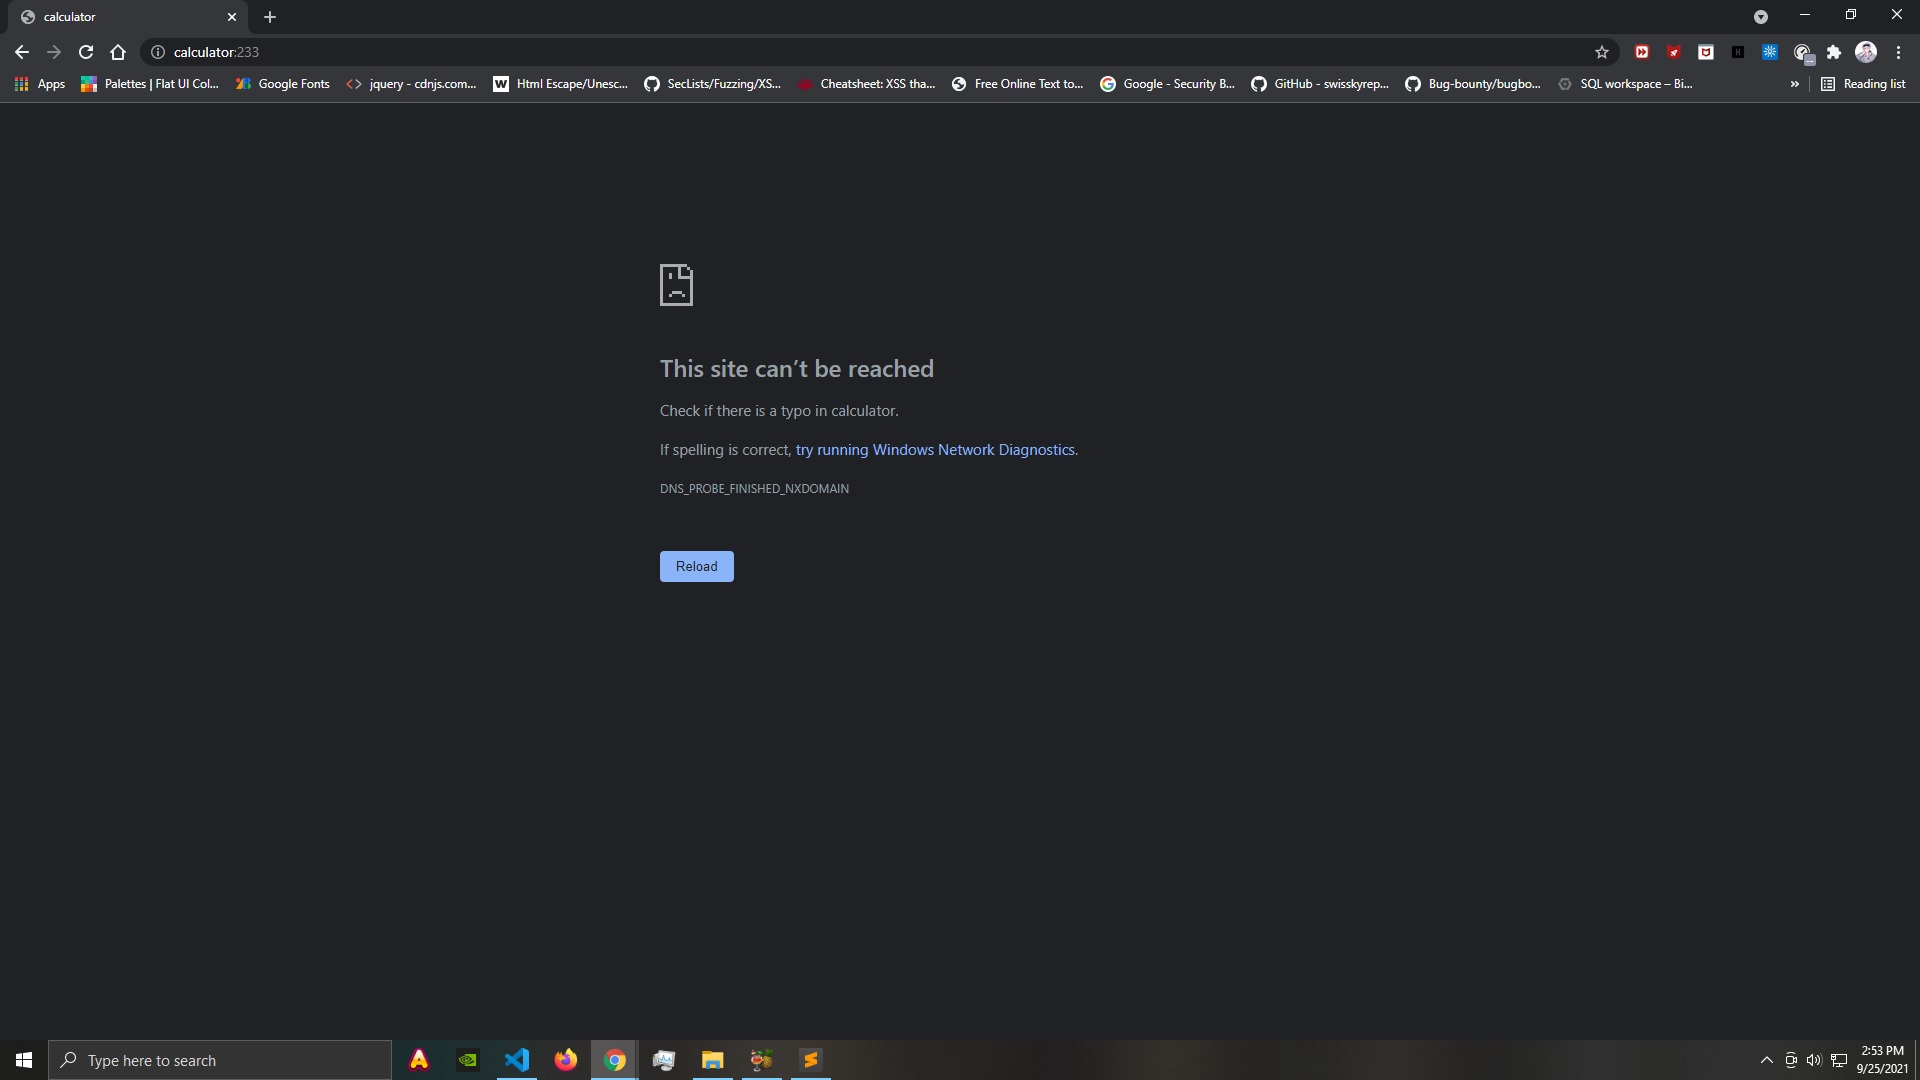 calculator
calculator:233
Apps
Palettes | Flat UI Col...
Google Fonts
jquery - cdnjs.com...
Html Escape/Unesc...
SecLists/Fuzzing/XS...
Cheatsheet: XSS tha...
Free Online Text to...
Google - Security B...
GitHub - swisskyrep...
Bug-bounty/bugbo...
SQL workspace – Bi...
»
Reading list
This site can’t be reached
Check if there is a typo in calculator.
If spelling is correct, try running Windows Network Diagnostics.
DNS_PROBE_FINISHED_NXDOMAIN
Reload
Type here to search
2:53 PM
9/25/2021